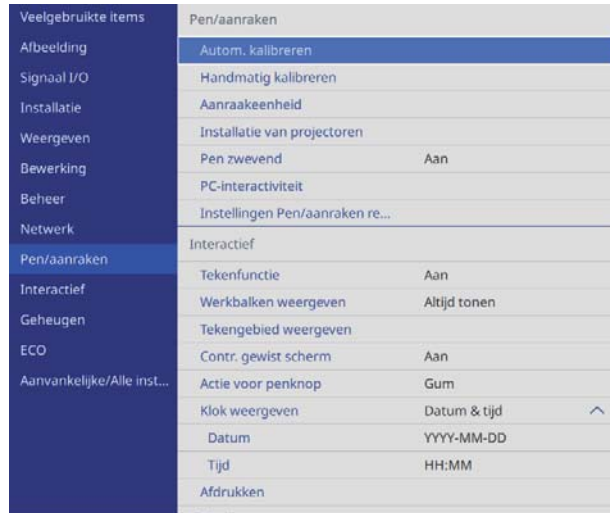 Veelgebruikte items
Afbeelding
Signaal I/O
Installatie
Weergeven
Bewerking
Beheer
Netwerk
Pen/aanraken
Interactief
Geheugen
ECO
Aanvankelijke/Alle inst...
Pen/aanraken
Autom. kalibreren
Handmatig kalibreren
Aanraakeenheid
Installatie van projectoren
Pen zwevend Aan
PC-interactiviteit
Instellingen Pen/aanraken re...
Interactief
Tekenfunctie Aan
Werkbalken weergeven Altijd tonen
Tekengebied weergeven
Contr. gewist scherm Aan
Actie voor penknop Gum
Klok weergeven Datum & tijd
Datum YYYY-MM-DD
Tijd HH:MM
Afdrukken